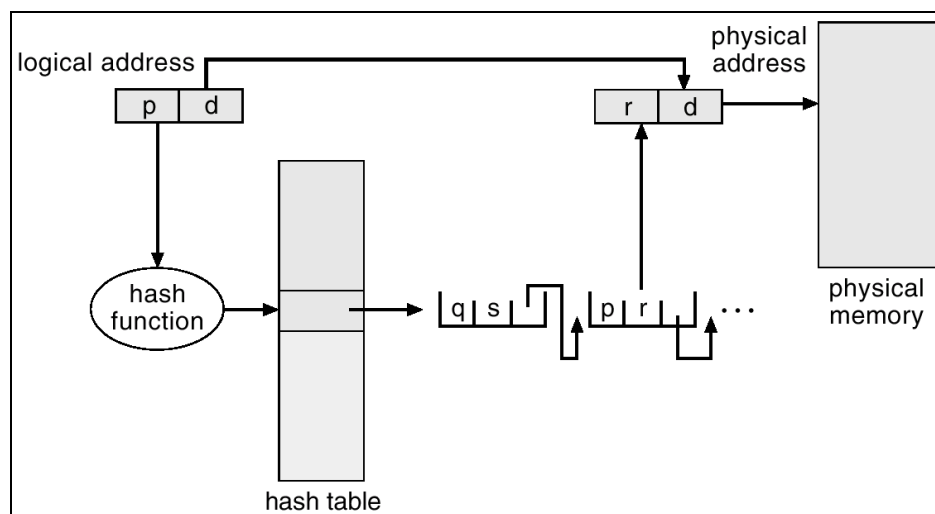 logical address
p d
physical
address
r d
hash
function
q s
p r
...
physical
memory
hash table